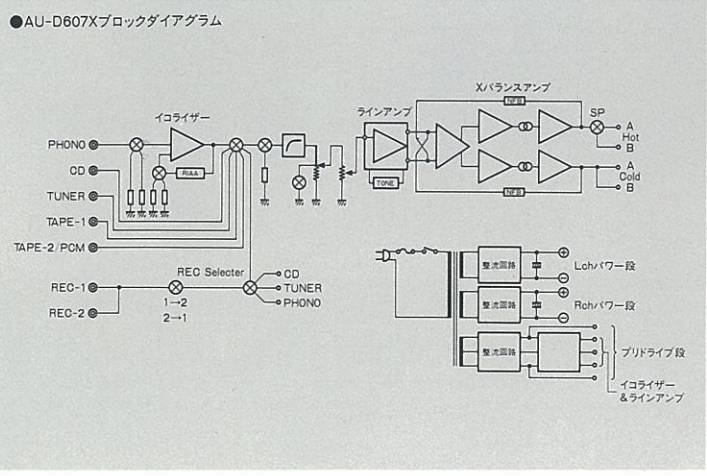 ●AU-D607Xブロックダイアグラム
イコライザー
PHONO
CD
TUNER
TAPE-1
TAPE-2/PCM
RIAA
REC-1
REC-2
REC Selecter
1→2
2→1
CD
TUNER
PHONO
ラインアンプ
TONE
Xバランスアンプ
NFB
NFB
SP
A
Hot
B
A
Cold
B
整流回路
Lchパワー段
整流回路
Rchパワー段
整流回路
プリドライブ段
イコライザー
&ラインアンプ